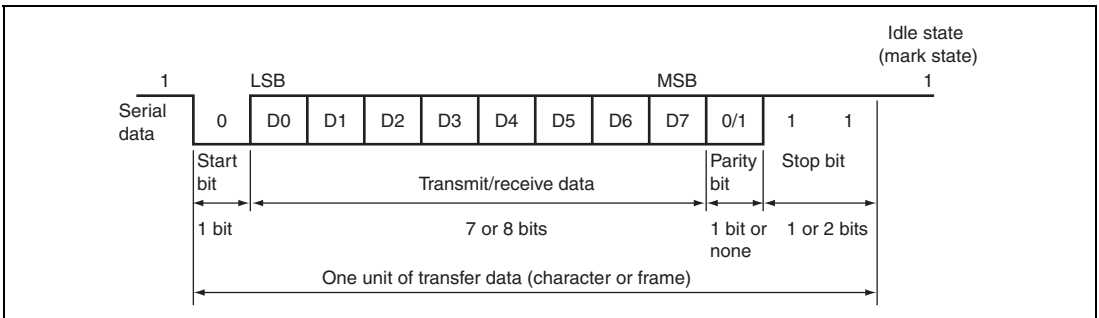 Idle state
(mark state)
1 LSB MSB 1
Serial
data
0 D0 D1 D2 D3 D4 D5 D6 D7 0/1 1 1
Start
bit
Transmit/receive data
Parity
bit
Stop bit
1 bit
7 or 8 bits
1 bit or
none
1 or 2 bits
One unit of transfer data (character or frame)